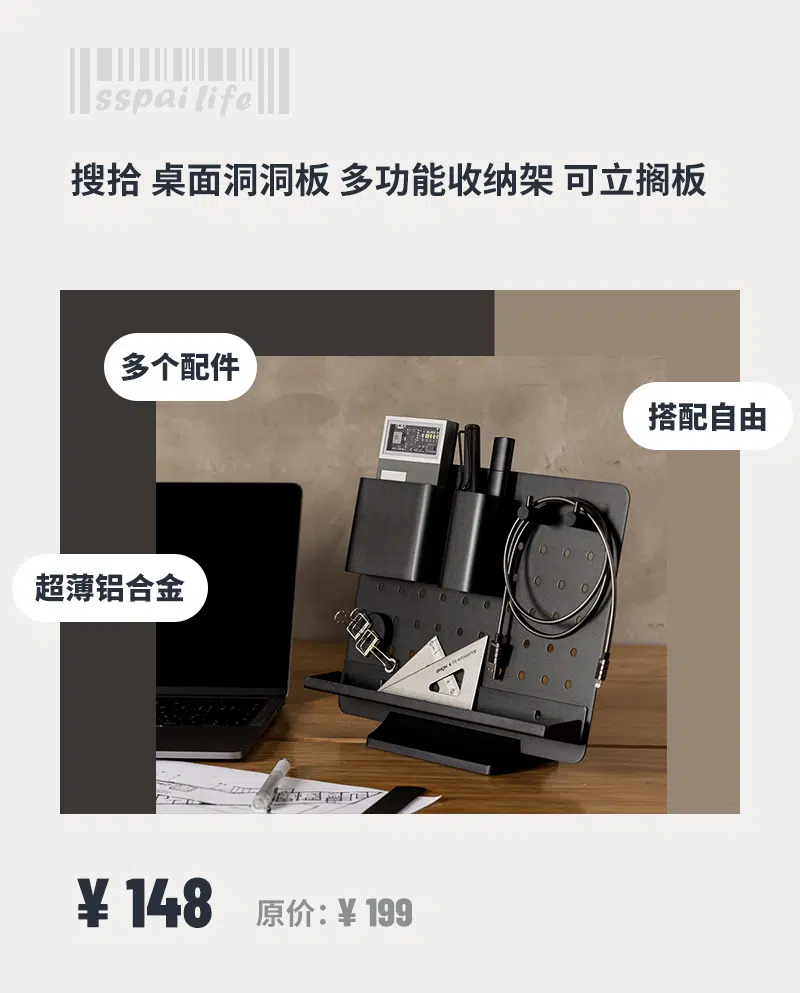 sspai life
搜拾 桌面洞洞板 多功能收纳架 可立搁板
多个配件
搭配自由
超薄铝合金
¥ 148
原价：¥ 199